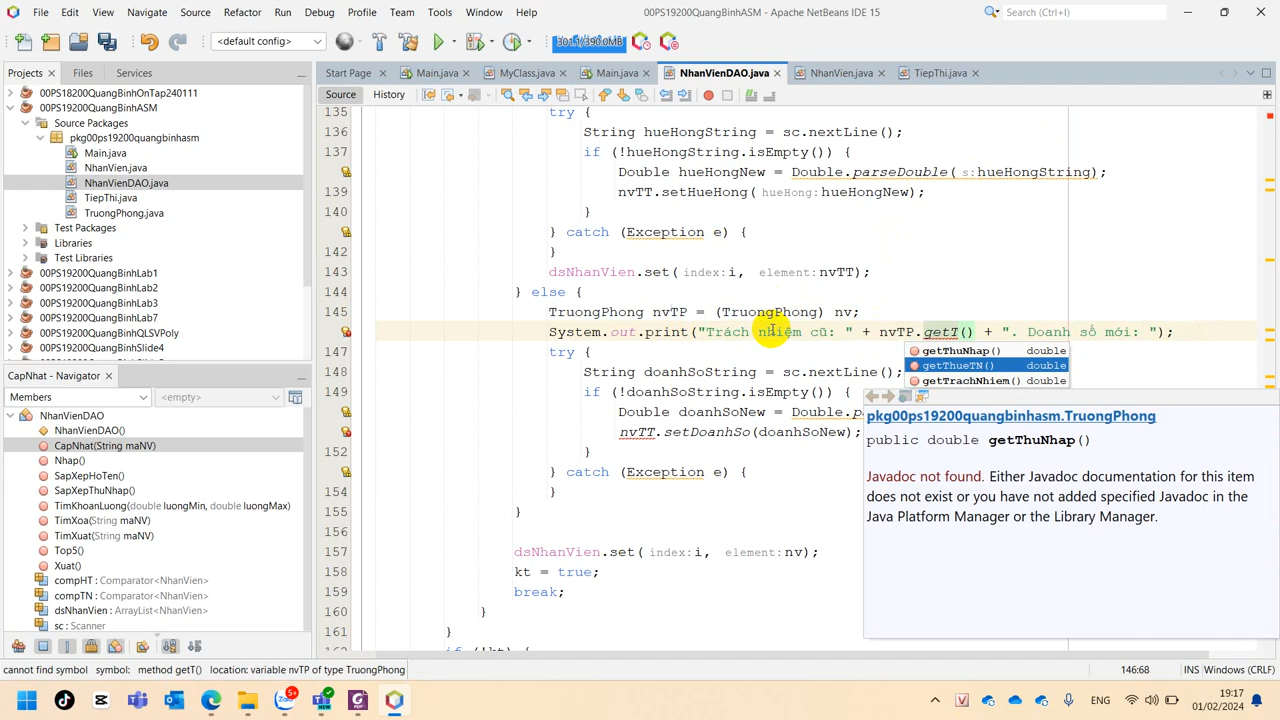 File Edit View Navigate Source Refactor Run Debug Profile Team Tools Window Help 00PS19200QuangBinhASM - Apache NetBeans IDE 15 Search (Ctrl+I)
<default config> 301.1/390.0MB
Projects Files Services Start Page Main.java MyClass.java Main.java NhanVienDAO.java NhanVien.java TiepThi.java
Source History
00PS19200QuangBinhOnTap240111
00PS19200QuangBinhASM
Source Packages
pkg00ps19200quangbinhasm
Main.java
NhanVien.java
NhanVienDAO.java
TiepThi.java
TruongPhong.java
Test Packages
Libraries
Test Libraries
00PS19200QuangBinhLab1
00PS19200QuangBinhLab2
00PS19200QuangBinhLab3
00PS19200QuangBinhLab7
00PS19200QuangBinhQLSVPoly
00PS19200QuangBinhSlide4
CapNhat - Navigator
Members <empty>
NhanVienDAO
NhanVienDAO()
CapNhat(String maNV)
Nhap()
SapXepHoTen()
SapXepThuNhap()
TimKhoanLuong(double luongMin, double luongMax)
TimXoa(String maNV)
TimXuat(String maNV)
Top5()
Xuat()
compHT : Comparator<NhanVien>
compTN : Comparator<NhanVien>
dsNhanVien : ArrayList<NhanVien>
sc : Scanner
135 try {
136 String hueHongString = sc.nextLine();
137 if (!hueHongString.isEmpty()) {
Double hueHongNew = Double.parseDouble(s:hueHongString);
139 nvTT.setHueHong(hueHong:hueHongNew);
140 }
} catch (Exception e) {
142 }
143 dsNhanVien.set(index:i, element:nvTT);
144 } else {
145 TruongPhong nvTP = (TruongPhong) nv;
System.out.print("Trách nhiệm cũ: " + nvTP.getT() + ". Doanh số mới: ");
147 try {
148 String doanhSoString = sc.nextLine();
149 if (!doanhSoString.isEmpty()) {
Double doanhSoNew = Double.pa
nvTT.setDoanhSo(doanhSoNew);
152 }
} catch (Exception e) {
154 }
155 }
157 dsNhanVien.set(index:i, element:nv);
158 kt = true;
159 break;
160 }
161 }
getThuNhap() double
getThueTN() double
getTrachNhiem() double
pkg00ps19200quangbinhasm.TruongPhong
public double getThuNhap()
Javadoc not found. Either Javadoc documentation for this item
does not exist or you have not added specified Javadoc in the
Java Platform Manager or the Library Manager.
cannot find symbol symbol: method getT() location: variable nvTP of type TruongPhong 146:68 INS Windows (CRLF)
5+ NEW ENG 19:17
01/02/2024